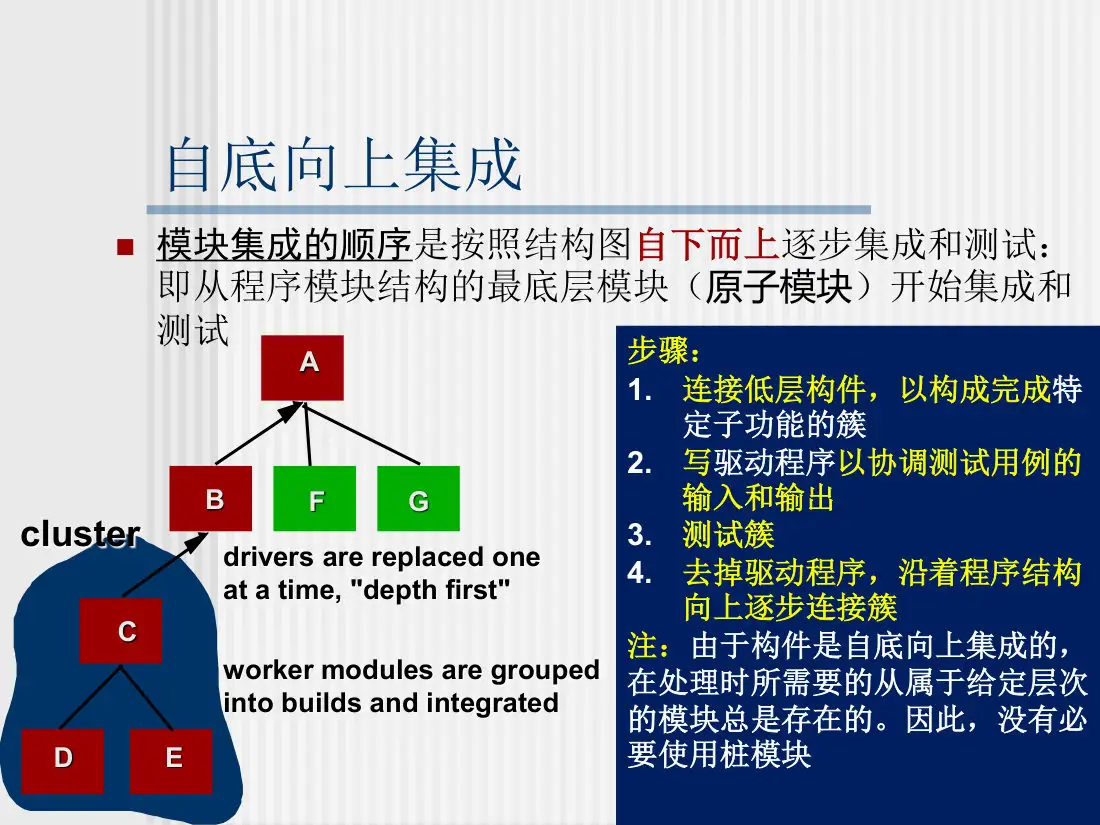 自底向上集成
模块集成的顺序是按照结构图自下而上逐步集成和测试：
即从程序模块结构的最底层模块（原子模块）开始集成和
测试
A
B
F
G
cluster
drivers are replaced one
at a time, "depth first"
C
worker modules are grouped
into builds and integrated
D
E
步骤：
1. 连接低层构件，以构成完成特
定子功能的簇
2. 写驱动程序以协调测试用例的
输入和输出
3. 测试簇
4. 去掉驱动程序，沿着程序结构
向上逐步连接簇
注：由于构件是自底向上集成的，
在处理时所需要的从属于给定层次
的模块总是存在的。因此，没有必
要使用桩模块